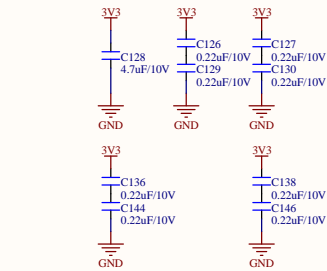 3V3 3V3 3V3
C128
4.7uF/10V
C126
0.22uF/10V
C129
0.22uF/10V
C127
0.22uF/10V
C130
0.22uF/10V
GND GND GND
3V3 3V3
C136
0.22uF/10V
C144
0.22uF/10V
C138
0.22uF/10V
C146
0.22uF/10V
GND GND